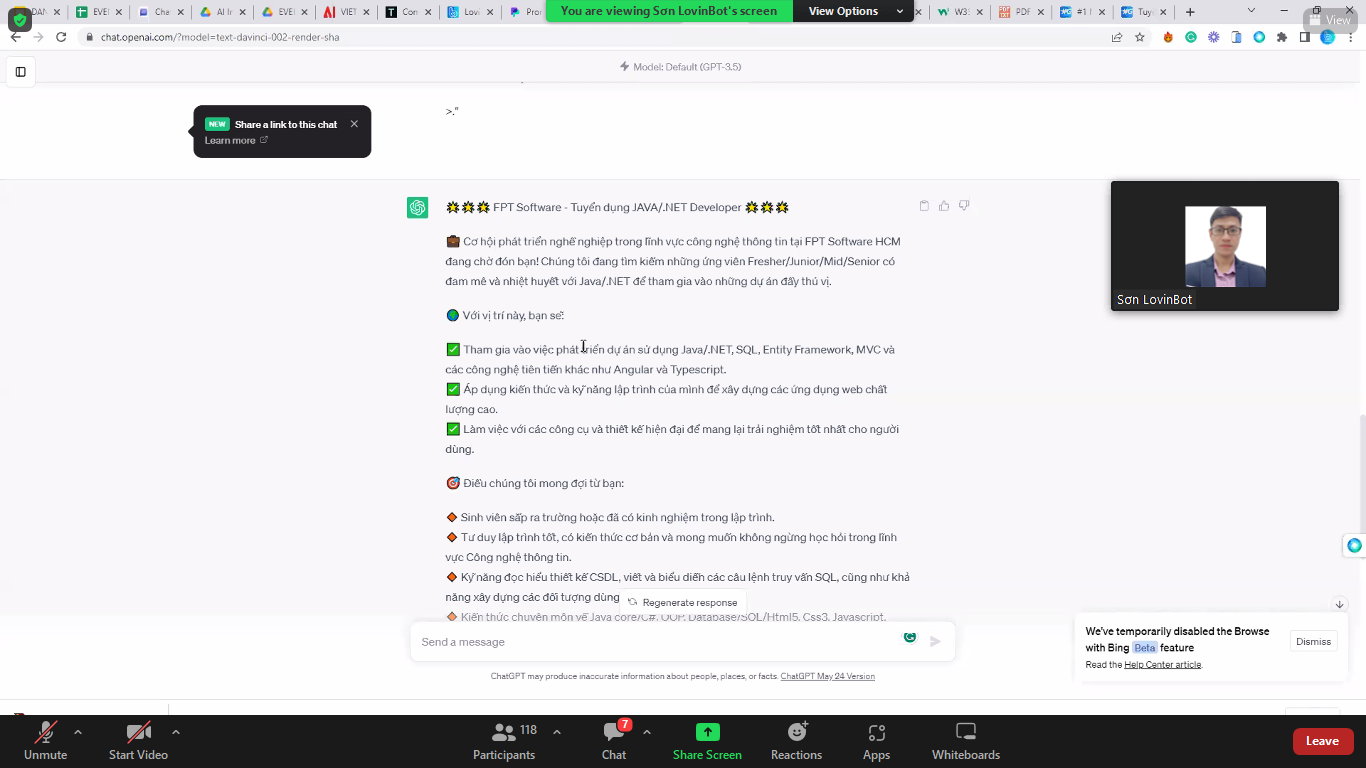 DAN
EVE
Cha
AI In
EVE
VIET
Con
Lovi
Pro
You are viewing Sơn LovinBot's screen
View Options
W3S
PDF
#1 f
Tuy
View
chat.openai.com/?model=text-davinci-002-render-sha
Model: Default (GPT-3.5)
>."
NEW Share a link to this chat
Learn more
💥💥💥 FPT Software - Tuyển dụng JAVA/.NET Developer 💥💥💥
💼 Cơ hội phát triển nghề nghiệp trong lĩnh vực công nghệ thông tin tại FPT Software HCM
đang chờ đón bạn! Chúng tôi đang tìm kiếm những ứng viên Fresher/Junior/Mid/Senior có
đam mê và nhiệt huyết với Java/.NET để tham gia vào những dự án đầy thú vị.
🌍 Với vị trí này, bạn sẽ:
✅ Tham gia vào việc phát triển dự án sử dụng Java/.NET, SQL, Entity Framework, MVC và
các công nghệ tiên tiến khác như Angular và Typescript.
✅ Áp dụng kiến thức và kỹ năng lập trình của mình để xây dựng các ứng dụng web chất
lượng cao.
✅ Làm việc với các công cụ và thiết kế hiện đại để mang lại trải nghiệm tốt nhất cho người
dùng.
🎯 Điều chúng tôi mong đợi từ bạn:
🔸 Sinh viên sắp ra trường hoặc đã có kinh nghiệm trong lập trình.
🔸 Tư duy lập trình tốt, có kiến thức cơ bản và mong muốn không ngừng học hỏi trong lĩnh
vực Công nghệ thông tin.
🔸 Kỹ năng đọc hiểu thiết kế CSDL, viết và biểu diễn các câu lệnh truy vấn SQL, cũng như khả
năng xây dựng các đối tượng dùng
🔸 Kiến thức chuyên môn về Java core/C#, OOP, Database/SQL/Html5, Css3, Javascript,
Regenerate response
Send a message
ChatGPT may produce inaccurate information about people, places, or facts. ChatGPT May 24 Version
Sơn LovinBot
We've temporarily disabled the Browse
with Bing Beta feature
Read the Help Center article.
Dismiss
Unmute
Start Video
Participants
118
Chat
7
Share Screen
Reactions
Apps
Whiteboards
Leave